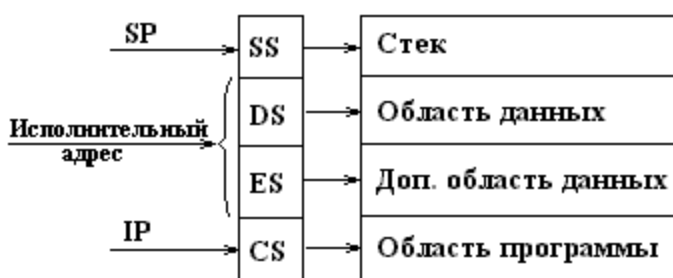 SP
SS
Стек
DS
Область данных
Исполнительный
адрес
ES
Доп. область данных
IP
CS
Область программы